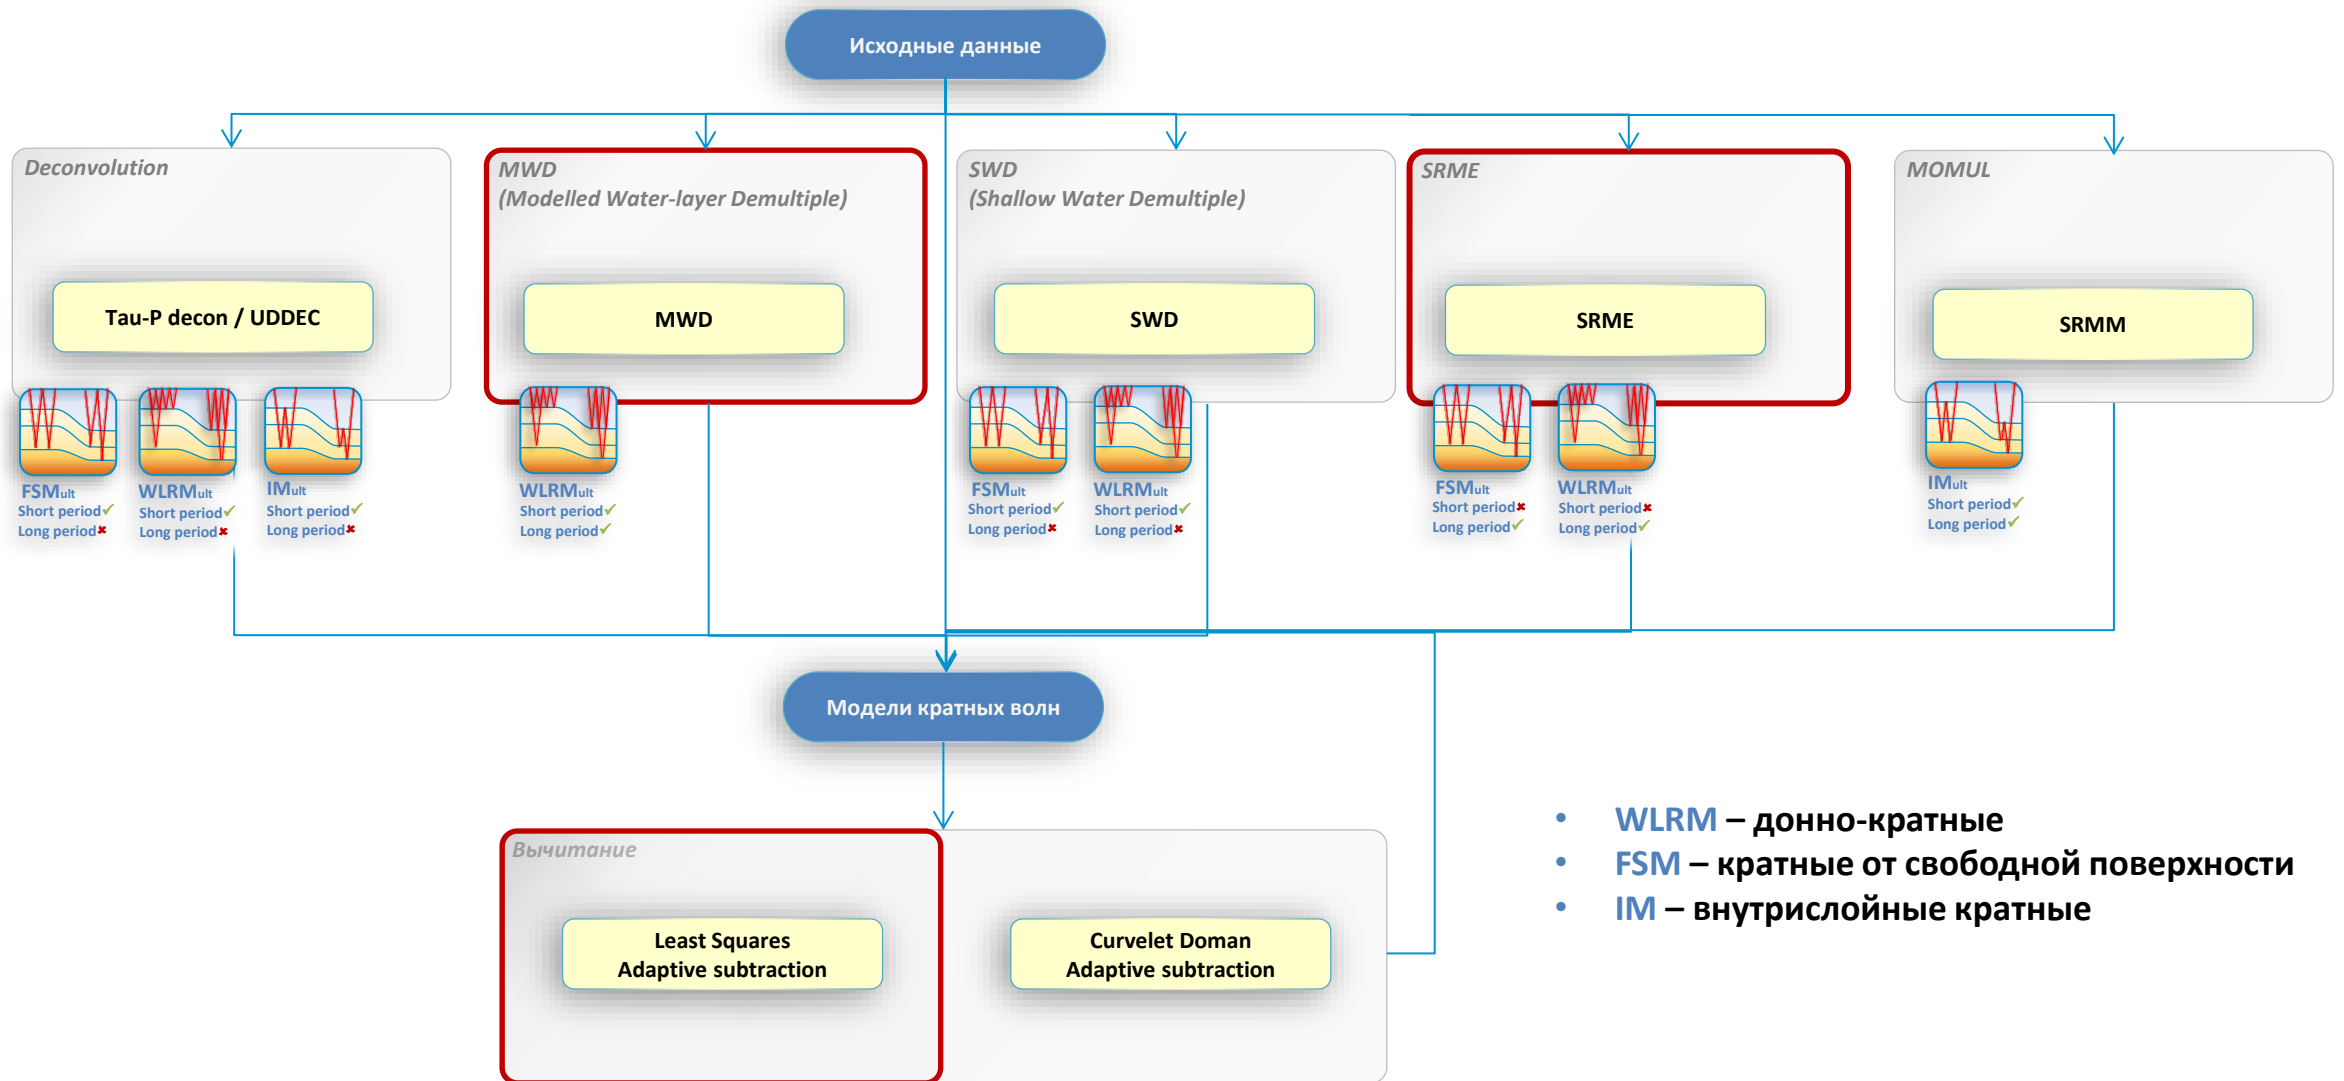 Исходные данные
Deconvolution
Tau-P decon / UDDEC
FSMult
Short period✓
Long period✖
WLRMult
Short period✓
Long period✖
IMult
Short period✓
Long period✖
MWD
(Modelled Water-layer Demultiple)
MWD
WLRMult
Short period✓
Long period✓
SWD
(Shallow Water Demultiple)
SWD
FSMult
Short period✓
Long period✖
WLRMult
Short period✓
Long period✖
SRME
SRME
FSMult
Short period✖
Long period✓
WLRMult
Short period✖
Long period✓
MOMUL
SRMM
IMult
Short period✓
Long period✓
Модели кратных волн
Вычитание
Least Squares
Adaptive subtraction
Curvelet Doman
Adaptive subtraction
• WLRM – донно-кратные
• FSM – кратные от свободной поверхности
• IM – внутрислойные кратные